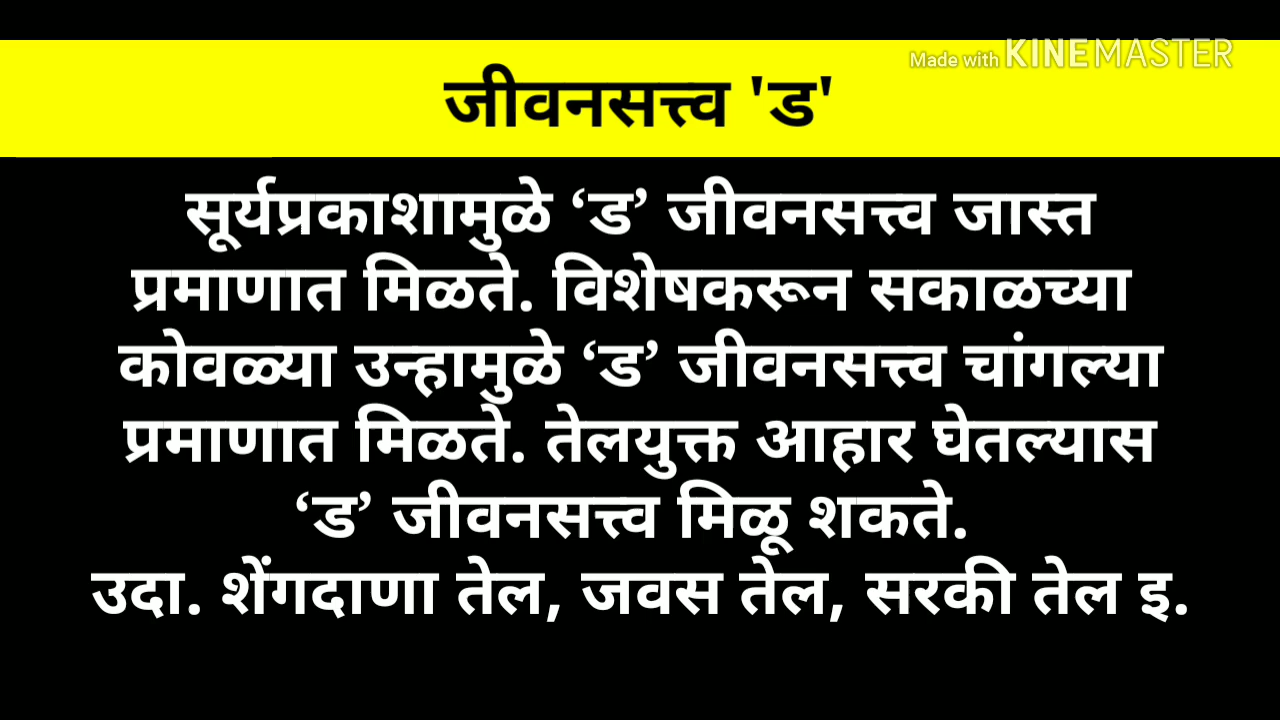 Made with KINEMASTER
जीवनसत्त्व 'ड'
सूर्यप्रकाशामुळे ‘ड’ जीवनसत्त्व जास्त
प्रमाणात मिळते. विशेषकरून सकाळच्या
कोवळ्या उन्हामुळे ‘ड’ जीवनसत्त्व चांगल्या
प्रमाणात मिळते. तेलयुक्त आहार घेतल्यास
‘ड’ जीवनसत्त्व मिळू शकते.
उदा. शेंगदाणा तेल, जवस तेल, सरकी तेल इ.